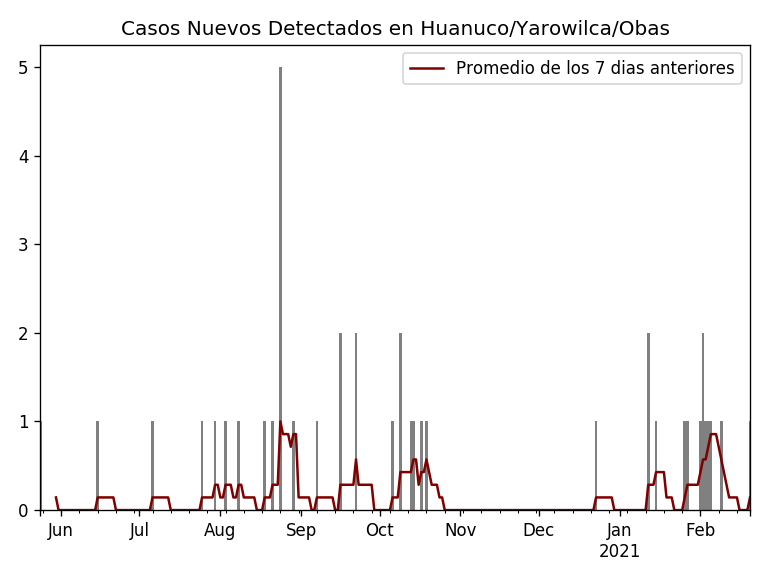 Casos Nuevos Detectados en Huanuco/Yarowilca/Obas
Promedio de los 7 dias anteriores
5
4
3
2
1
0
Jun Jul Aug Sep Oct Nov Dec Jan Feb
2021